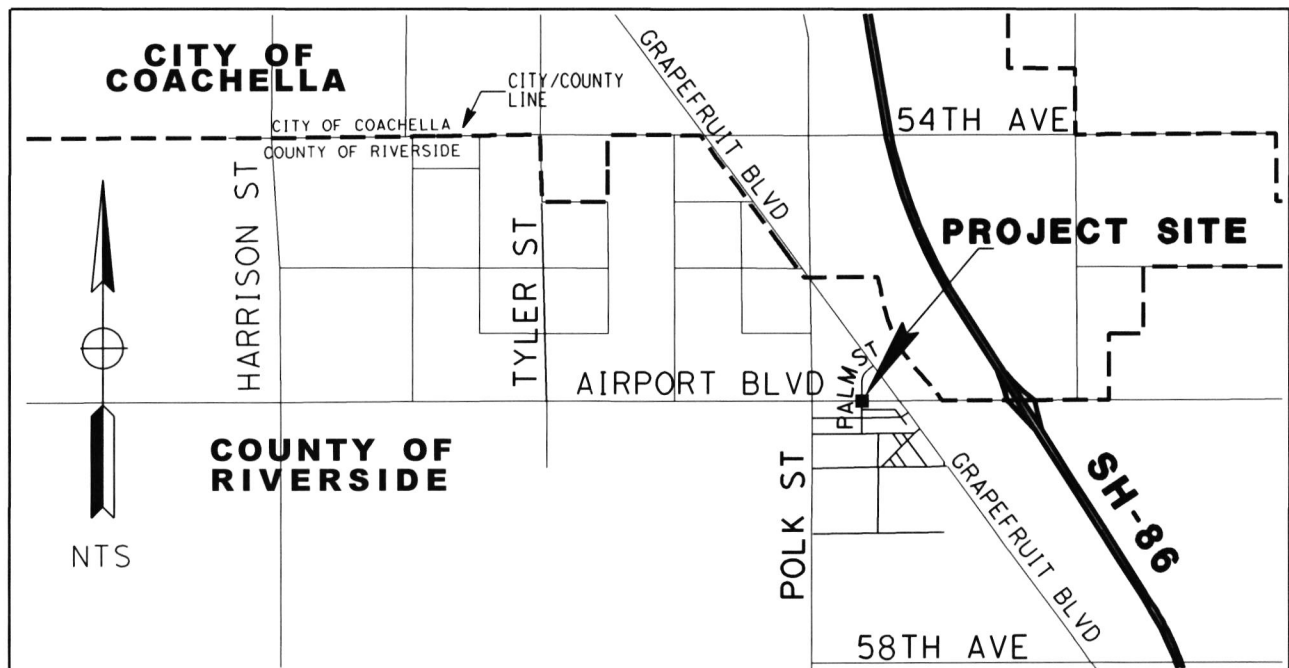 CITY OF
COACHELLA
CITY/COUNTY
LINE
CITY OF COACHELLA
COUNTY OF RIVERSIDE
GRAPEFRUIT BLVD
54TH AVE
HARRISON ST
TYLER ST
PROJECT SITE
AIRPORT BLVD
PALM ST
COUNTY OF
RIVERSIDE
NTS
POLK ST
GRAPEFRUIT BLVD
SH-86
58TH AVE